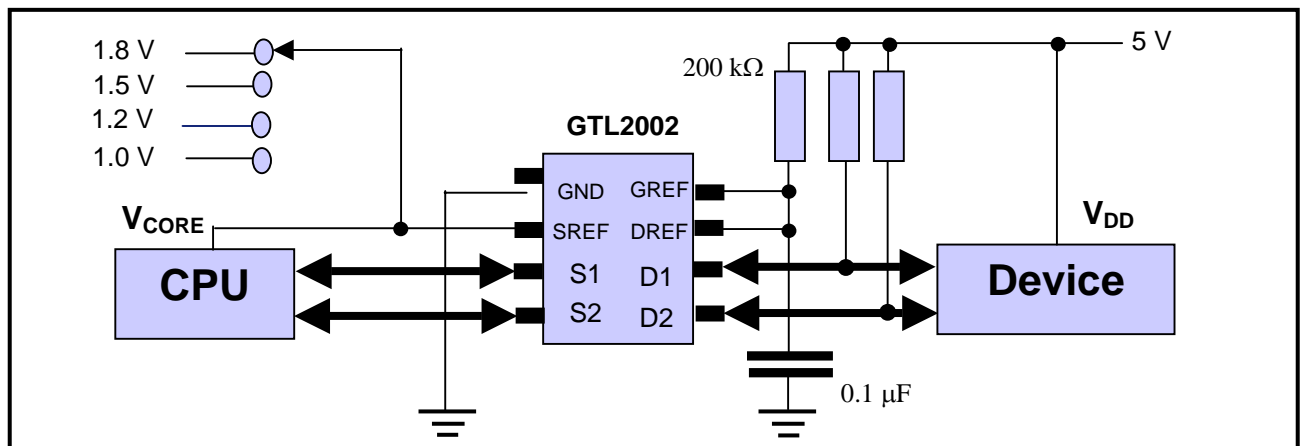 1.8 V
1.5 V
1.2 V
1.0 V
5 V
200 kΩ
GTL2002
GND GREF
SREF DREF
S1 D1
S2 D2
VCORE
CPU
VDD
Device
0.1 μF